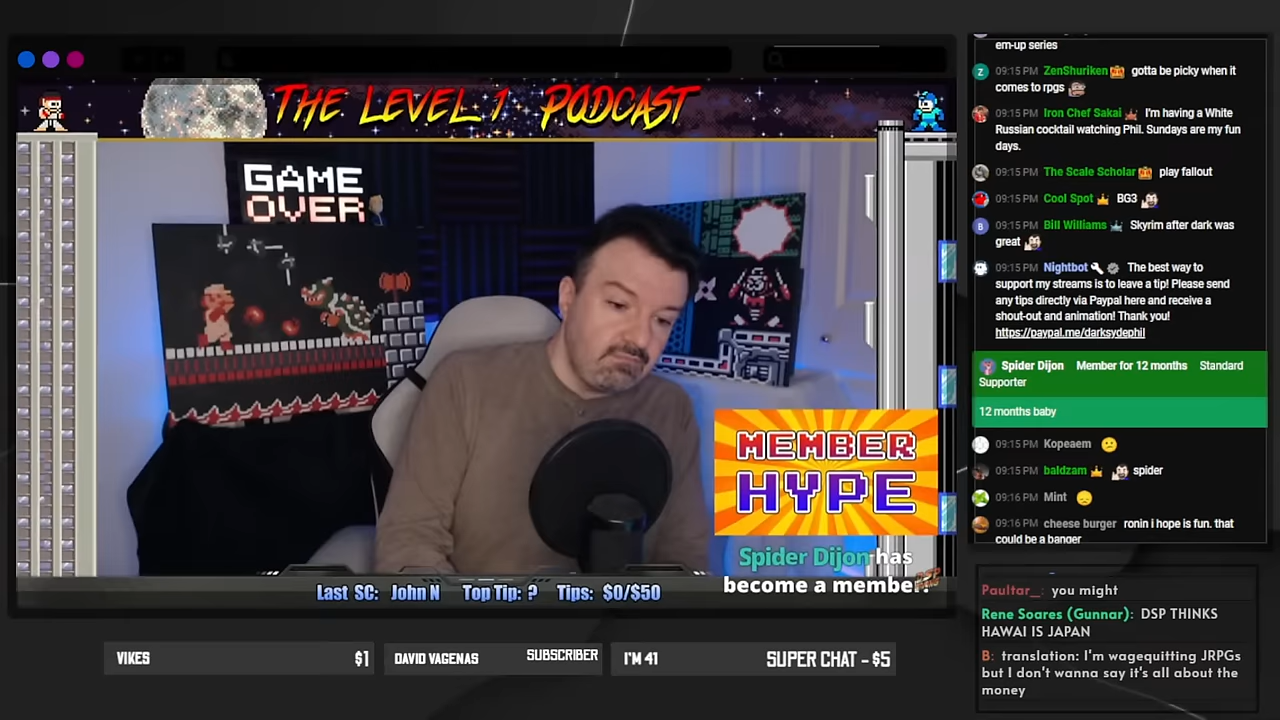 THE LEVEL 1 PODCAST
GAME
OVER
MEMBER
HYPE
Spider Dijon has
become a member!
Last SC: John N Top Tip: ? Tips: $0/$50
VIKES $1
DAVID VAGENAS SUBSCRIBER
I'M 41 SUPER CHAT - $5
em-up series
09:15 PM ZenShuriken gotta be picky when it
comes to rpgs
09:15 PM Iron Chef Sakai I'm having a White
Russian cocktail watching Phil. Sundays are my fun
days.
09:15 PM The Scale Scholar play fallout
09:15 PM Cool Spot BG3
09:15 PM Bill Williams Skyrim after dark was
great
09:15 PM Nightbot The best way to
support my streams is to leave a tip! Please send
any tips directly via Paypal here and receive a
shout-out and animation! Thank you!
https://paypal.me/darksydephil
Spider Dijon Member for 12 months Standard
Supporter
12 months baby
09:15 PM Kopeaem
09:15 PM baldzam spider
09:16 PM Mint
09:16 PM cheese burger ronin i hope is fun. that
could be a banger
Paultar_: you might
Rene Soares (Gunnar): DSP THINKS
HAWAI IS JAPAN
B: translation: I'm wagequitting JRPGs
but I don't wanna say it's all about the
money